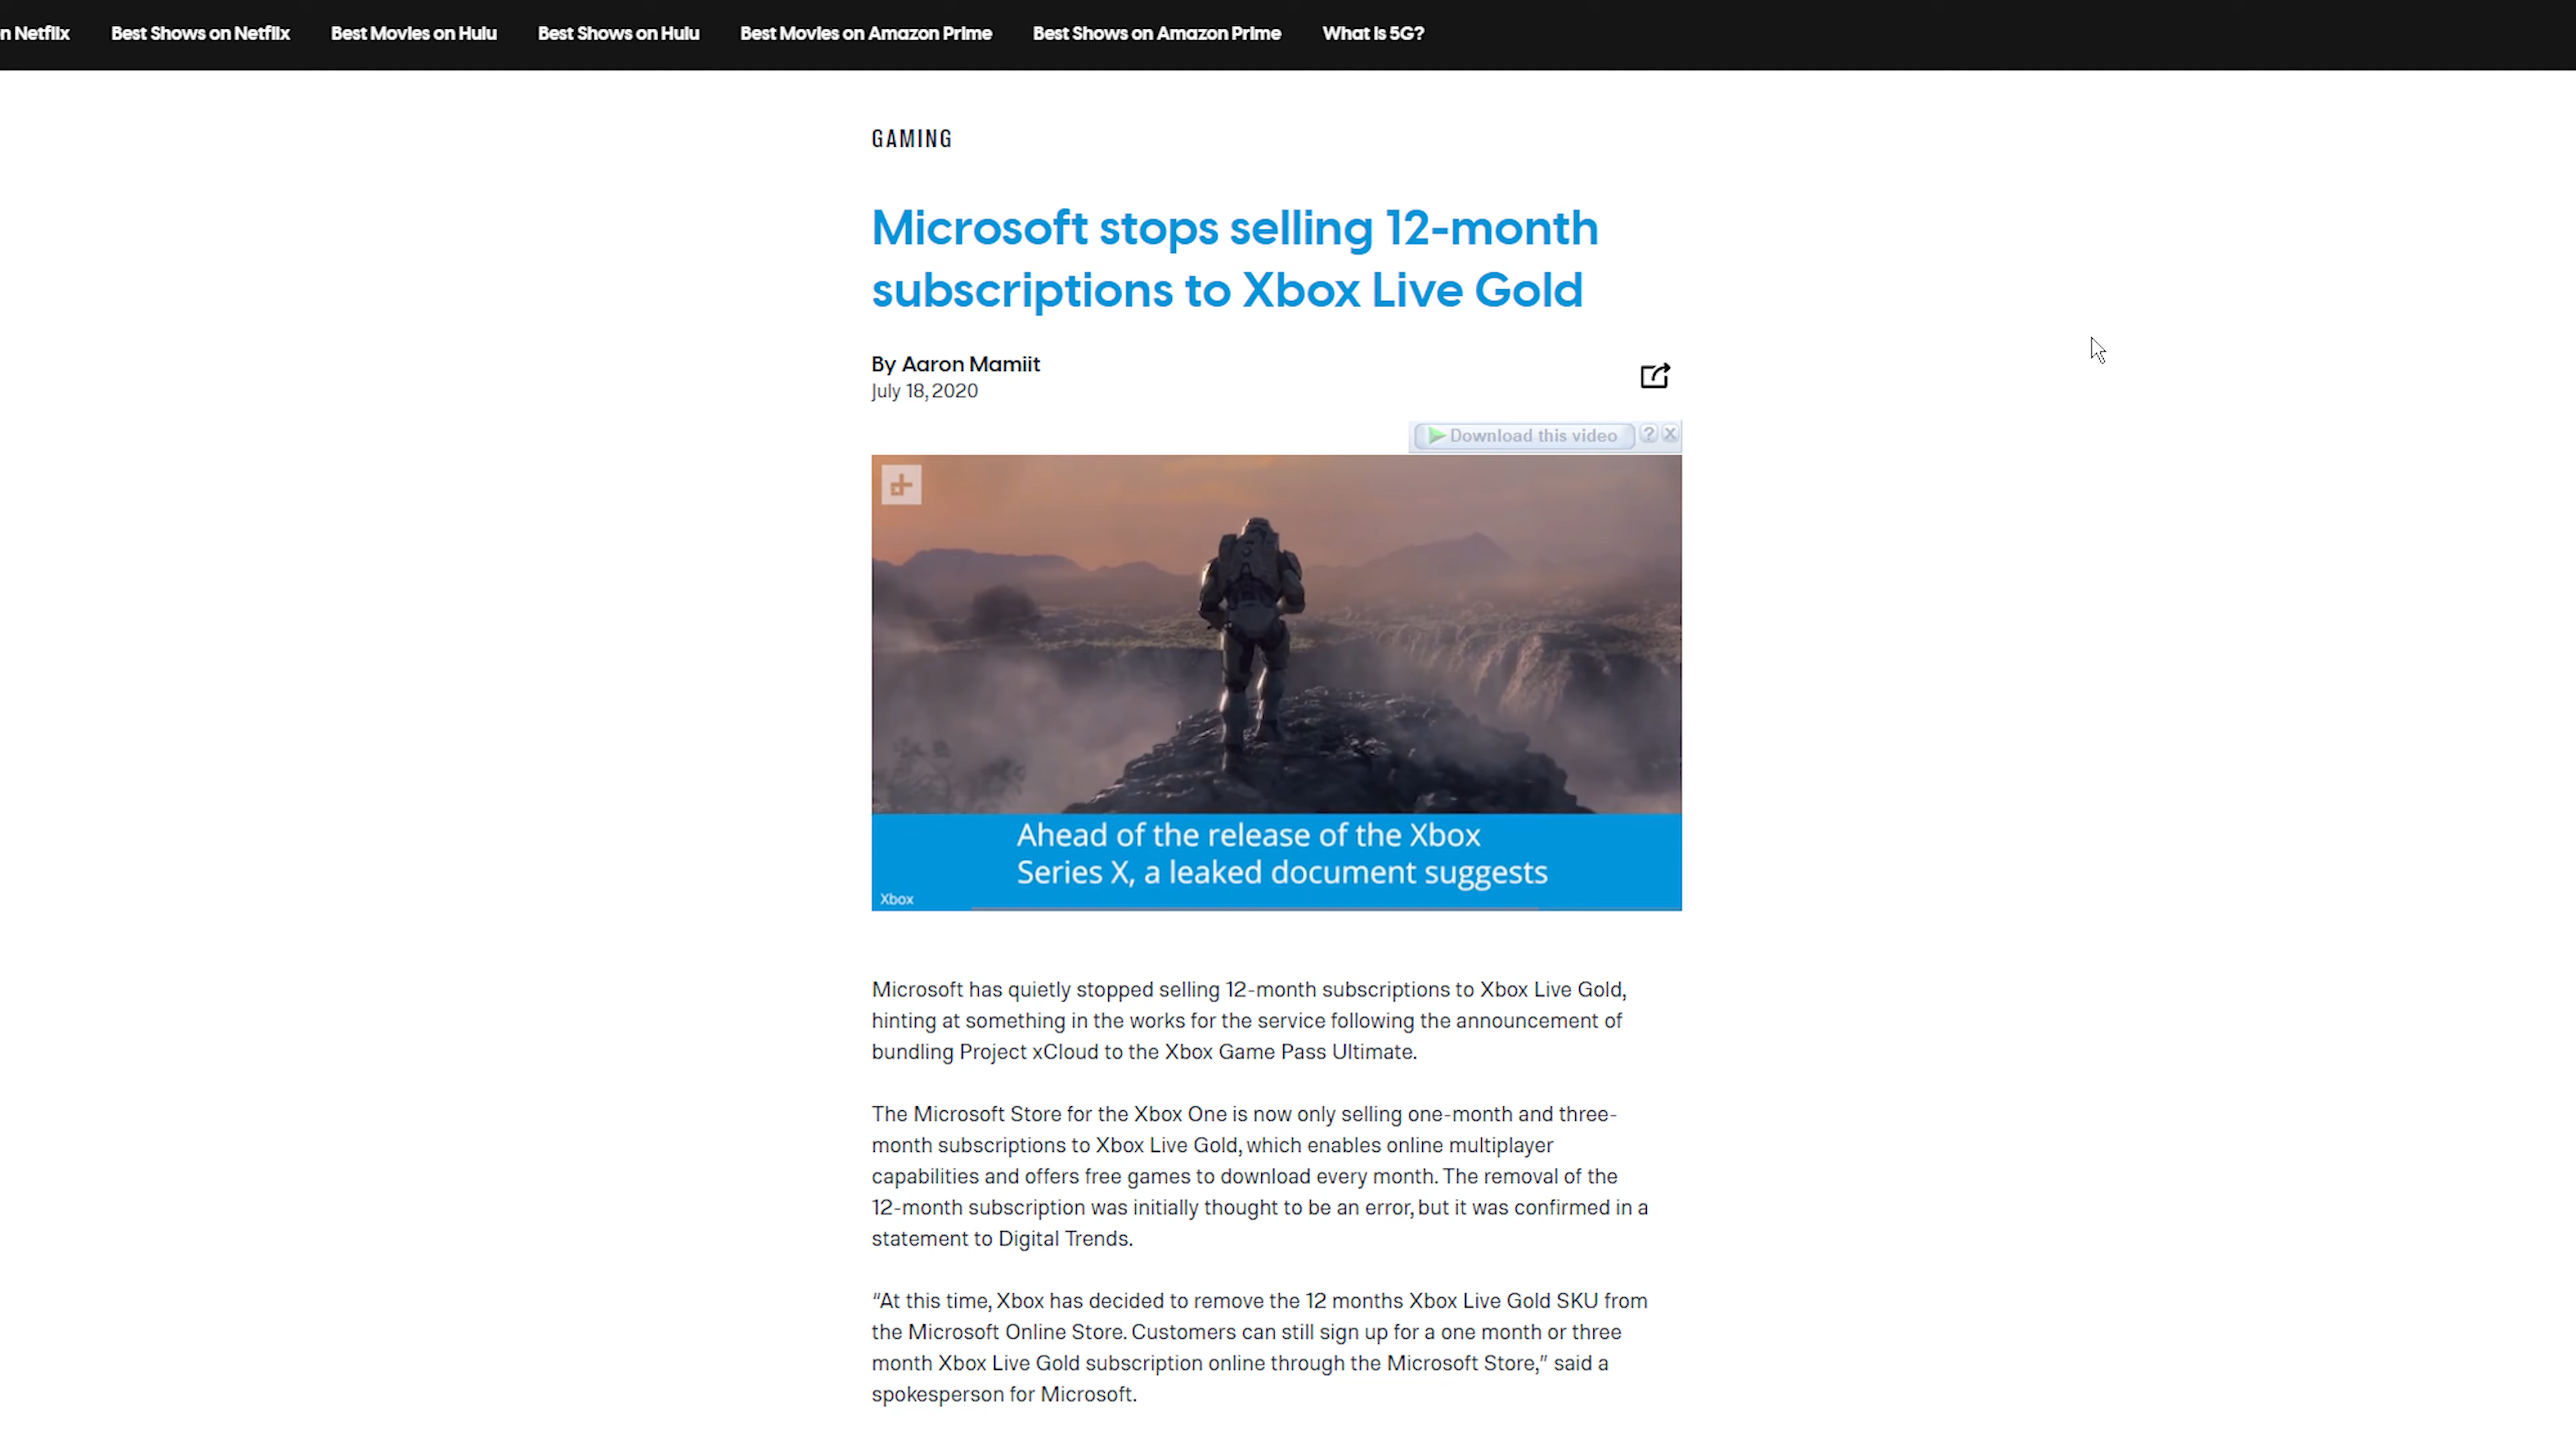 n Netflix Best Shows on Netflix Best Movies on Hulu Best Shows on Hulu Best Movies on Amazon Prime Best Shows on Amazon Prime What is 5G?
GAMING
Microsoft stops selling 12-month
subscriptions to Xbox Live Gold
By Aaron Mamiit
July 18, 2020
Download this video ? X
Ahead of the release of the Xbox
Series X, a leaked document suggests
Xbox
Microsoft has quietly stopped selling 12-month subscriptions to Xbox Live Gold,
hinting at something in the works for the service following the announcement of
bundling Project xCloud to the Xbox Game Pass Ultimate.
The Microsoft Store for the Xbox One is now only selling one-month and three-
month subscriptions to Xbox Live Gold, which enables online multiplayer
capabilities and offers free games to download every month. The removal of the
12-month subscription was initially thought to be an error, but it was confirmed in a
statement to Digital Trends.
“At this time, Xbox has decided to remove the 12 months Xbox Live Gold SKU from
the Microsoft Online Store. Customers can still sign up for a one month or three
month Xbox Live Gold subscription online through the Microsoft Store,” said a
spokesperson for Microsoft.